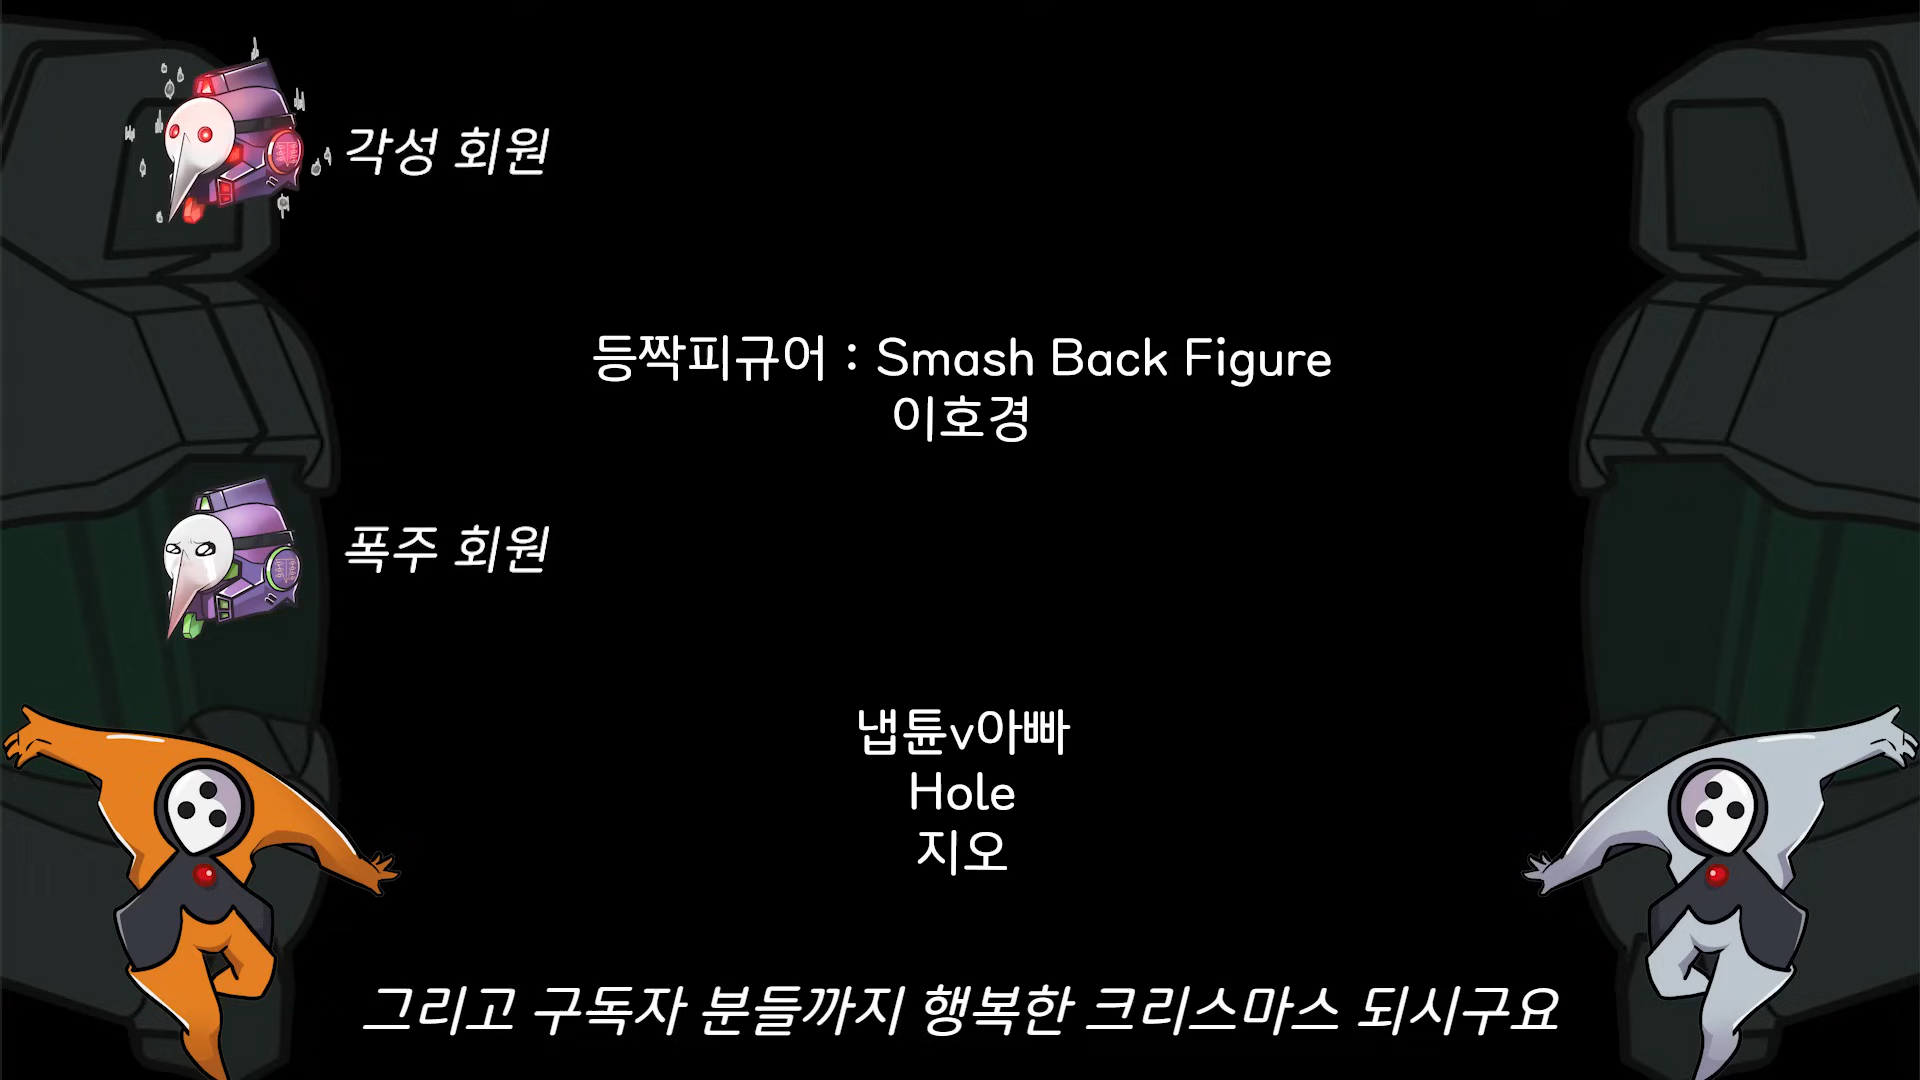 각성 회원
등짝피규어 : Smash Back Figure
이호경
폭주 회원
냅튠v아빠
Hole
지오
그리고 구독자 분들까지 행복한 크리스마스 되시구요